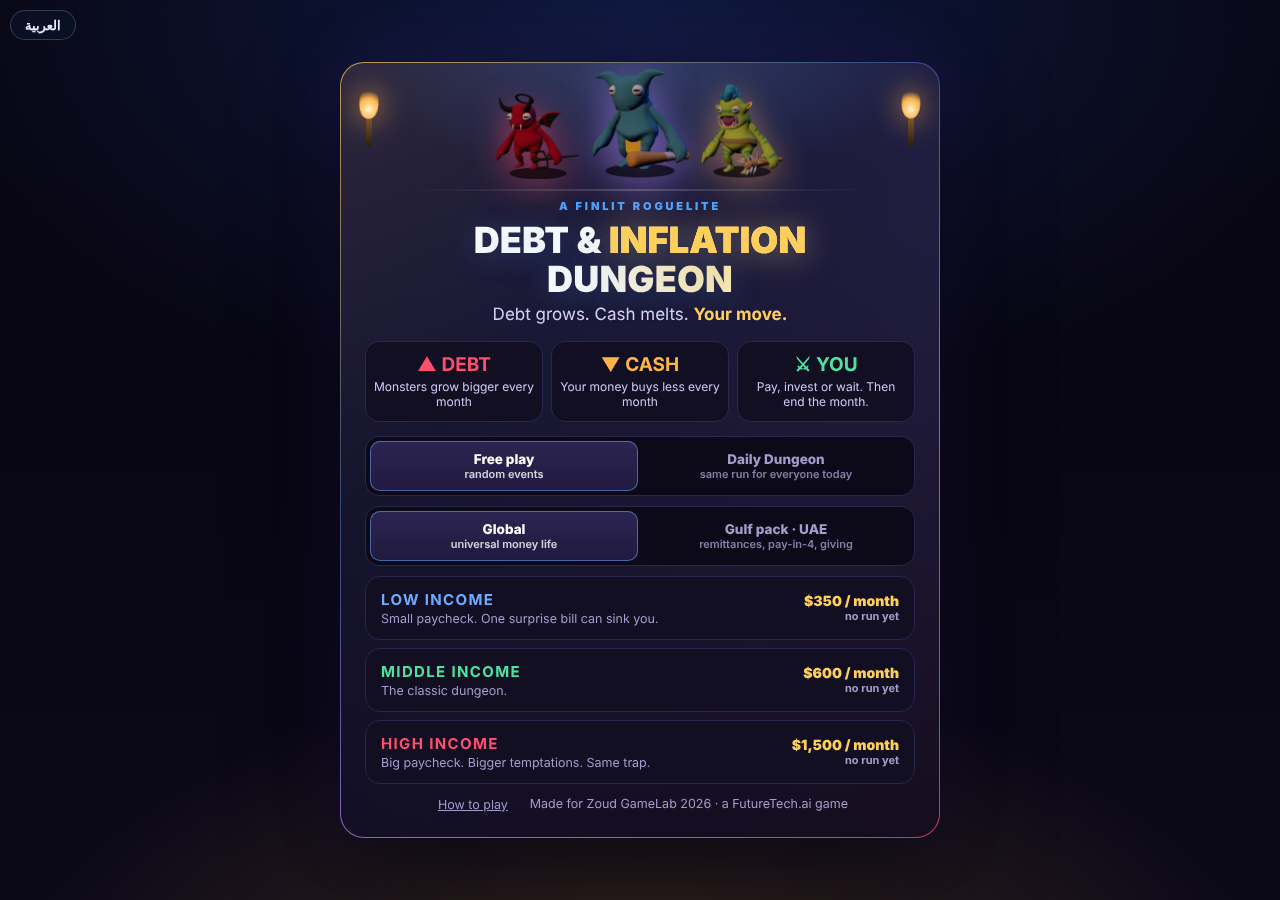 العربية
A FINLIT ROGUELITE
DEBT & INFLATION
DUNGEON
Debt grows. Cash melts. Your move.
▲ DEBT
Monsters grow bigger every
month
▼ CASH
Your money buys less every
month
⚔ YOU
Pay, invest or wait. Then
end the month.
Free play
random events
Daily Dungeon
same run for everyone today
Global
universal money life
Gulf pack · UAE
remittances, pay-in-4, giving
LOW INCOME
Small paycheck. One surprise bill can sink you.
$350 / month
no run yet
MIDDLE INCOME
The classic dungeon.
$600 / month
no run yet
HIGH INCOME
Big paycheck. Bigger temptations. Same trap.
$1,500 / month
no run yet
How to play
Made for Zoud GameLab 2026 · a FutureTech.ai game